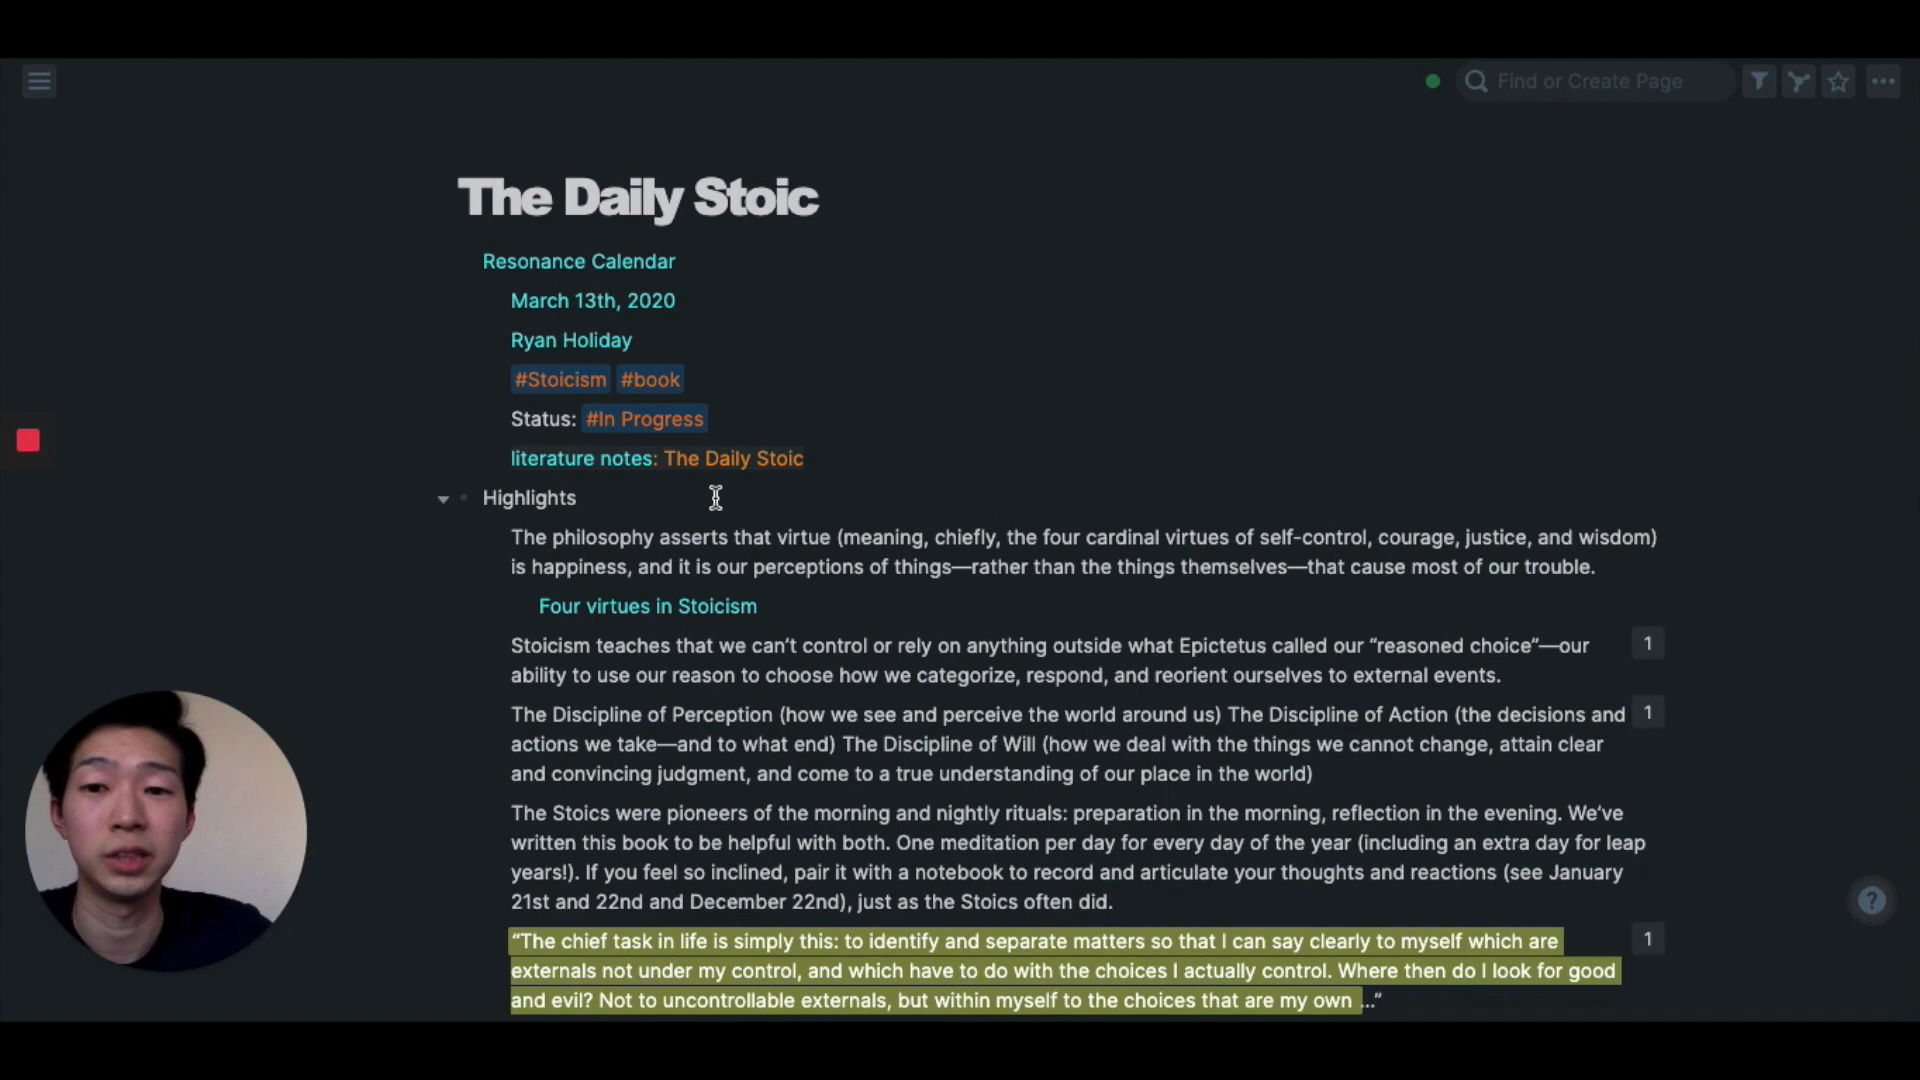 Find or Create Page
The Daily Stoic
Resonance Calendar
March 13th, 2020
Ryan Holiday
#Stoicism #book
Status: #In Progress
literature notes: The Daily Stoic
Highlights
The philosophy asserts that virtue (meaning, chiefly, the four cardinal virtues of self-control, courage, justice, and wisdom)
is happiness, and it is our perceptions of things—rather than the things themselves—that cause most of our trouble.
Four virtues in Stoicism
Stoicism teaches that we can’t control or rely on anything outside what Epictetus called our “reasoned choice”—our 1
ability to use our reason to choose how we categorize, respond, and reorient ourselves to external events.
The Discipline of Perception (how we see and perceive the world around us) The Discipline of Action (the decisions and 1
actions we take—and to what end) The Discipline of Will (how we deal with the things we cannot change, attain clear
and convincing judgment, and come to a true understanding of our place in the world)
The Stoics were pioneers of the morning and nightly rituals: preparation in the morning, reflection in the evening. We’ve
written this book to be helpful with both. One meditation per day for every day of the year (including an extra day for leap
years!). If you feel so inclined, pair it with a notebook to record and articulate your thoughts and reactions (see January
21st and 22nd and December 22nd), just as the Stoics often did.
“The chief task in life is simply this: to identify and separate matters so that I can say clearly to myself which are 1
externals not under my control, and which have to do with the choices I actually control. Where then do I look for good
and evil? Not to uncontrollable externals, but within myself to the choices that are my own ...“
?